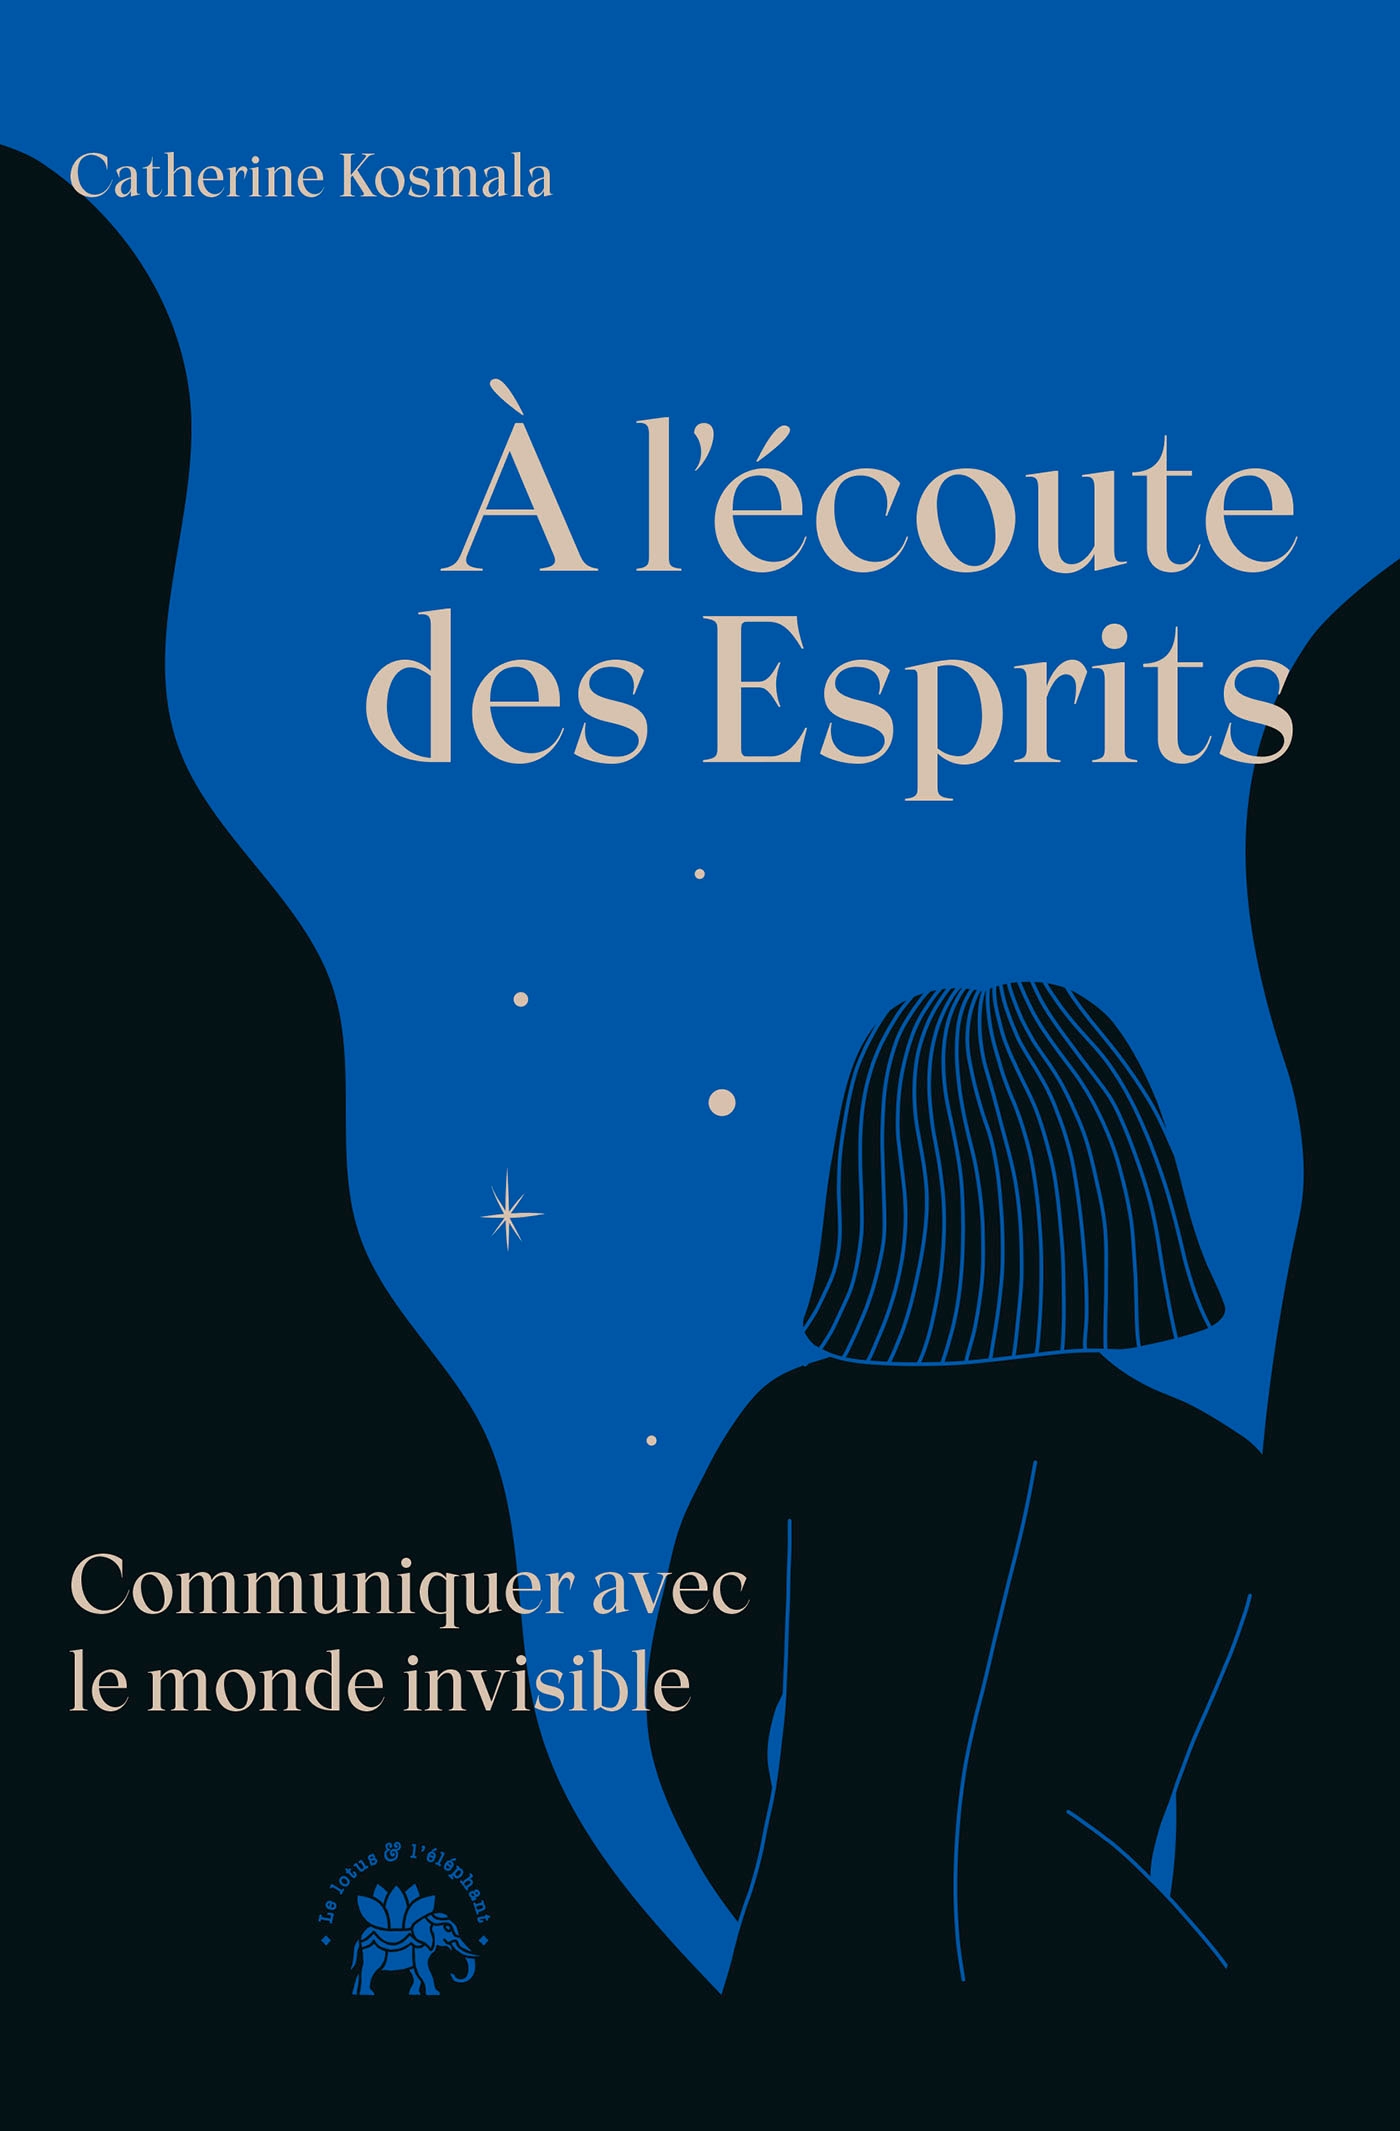 Catherine Kosmala
À l’écoute
des Esprits
Communiquer avec
le monde invisible
Le lotus & l’éléphant